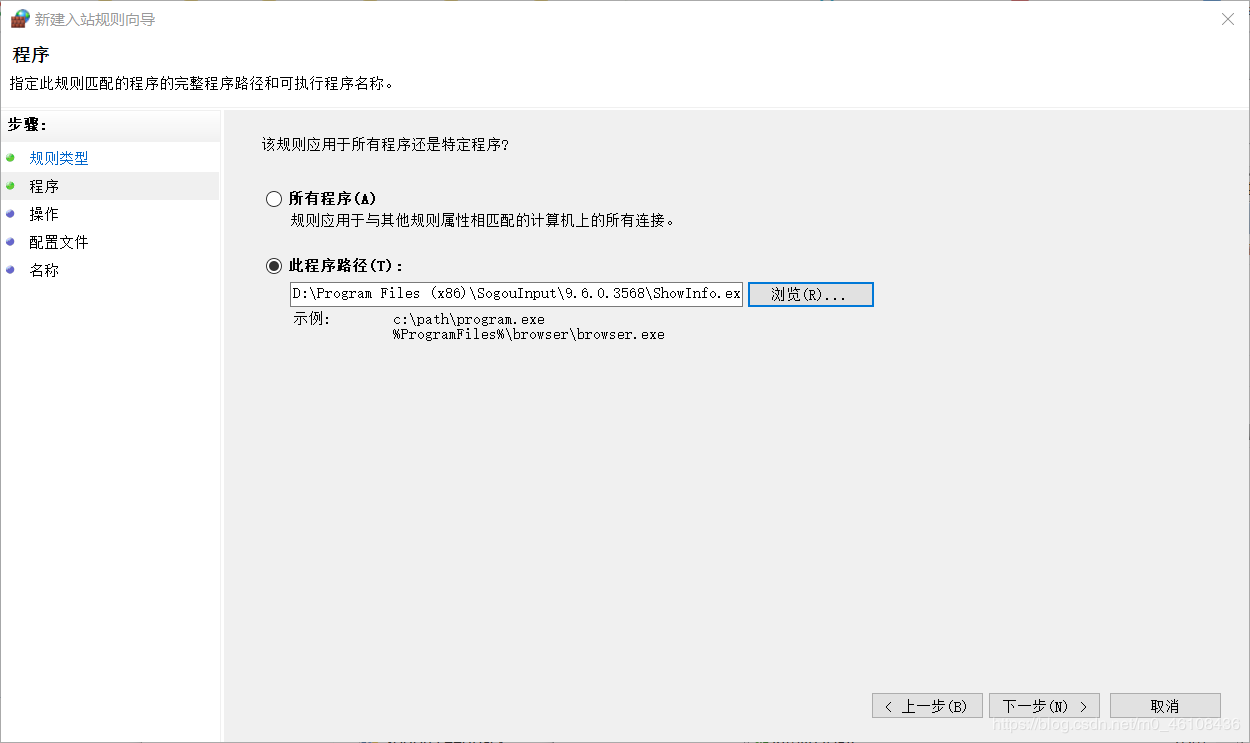 新建入站规则向导
程序
指定此规则匹配的程序的完整程序路径和可执行程序名称。
步骤:
规则类型
程序
操作
配置文件
名称
该规则应用于所有程序还是特定程序?
所有程序(A)
规则应用于与其他规则属性相匹配的计算机上的所有连接。
此程序路径(T):
D:\Program Files (x86)\SogouInput\9.6.0.3568\ShowInfo.ex
浏览(R)...
示例: c:\path\program.exe
%ProgramFiles%\browser\browser.exe
< 上一步(B) 下一步(N) > 取消
https://blog.csdn.net/m0_46108436